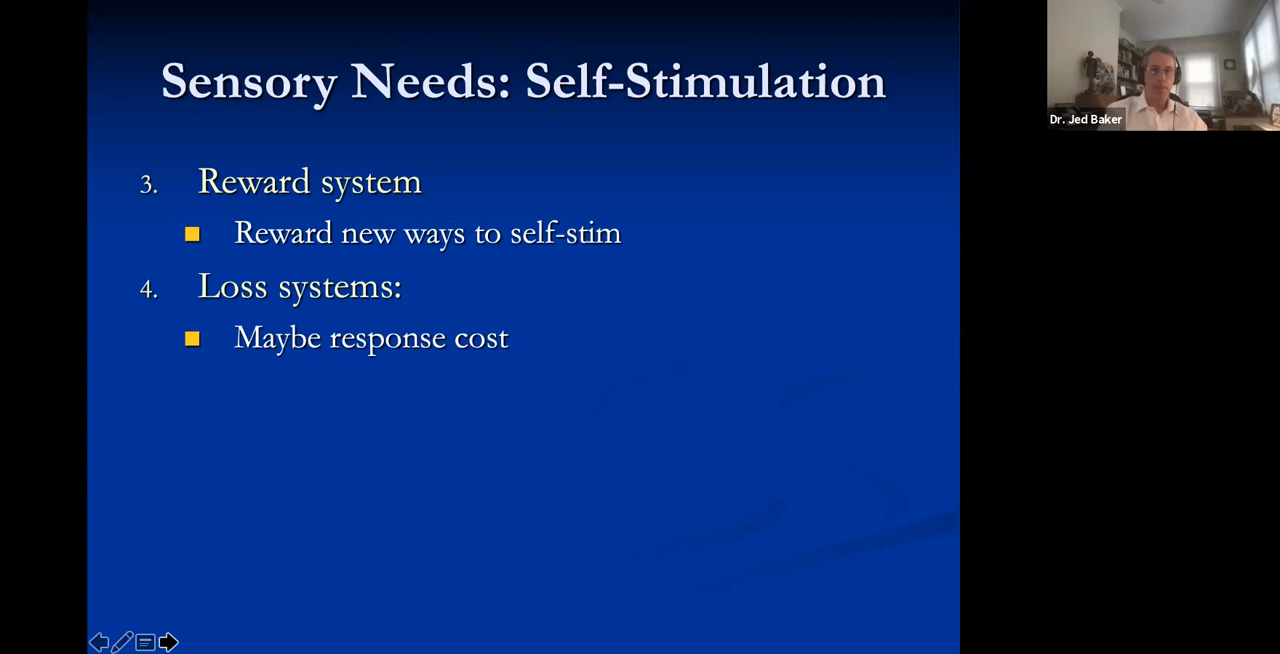 Sensory Needs: Self-Stimulation
3. Reward system
Reward new ways to self-stim
4. Loss systems:
Maybe response cost
Dr. Jed Baker